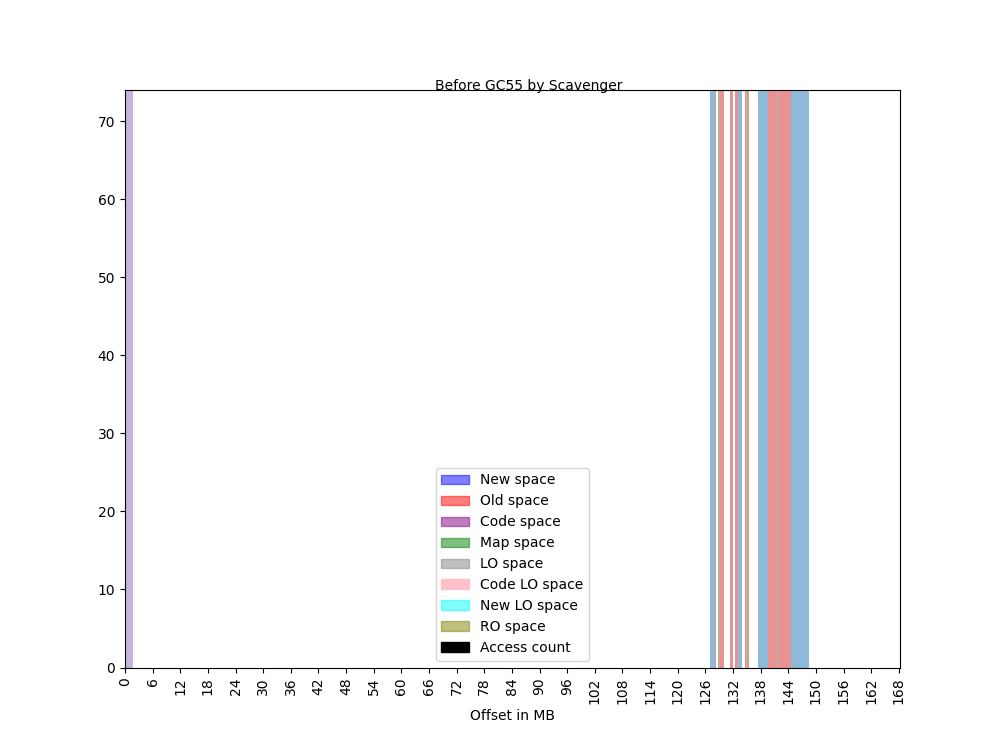 Before GC55 by Scavenger
70
60
50
40
30
20
10
0
New space
Old space
Code space
Map space
LO space
Code LO space
New LO space
RO space
Access count
0 6 12 18 24 30 36 42 48 54 60 66 72 78 84 90 96 102 108 114 120 126 132 138 144 150 156 162 168
Offset in MB